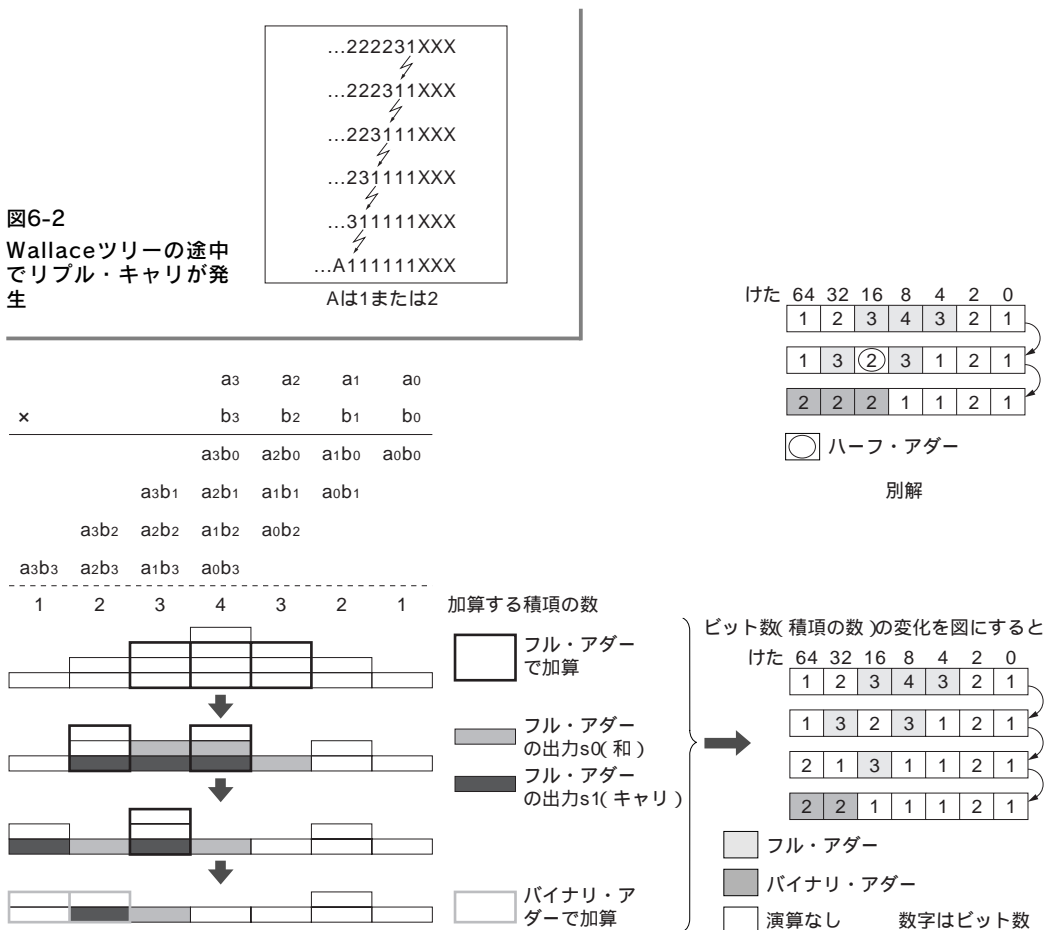 …222231XXX
…222311XXX
…223111XXX
…231111XXX
…311111XXX
…A111111XXX
Aは1または2
図6-2
Wallaceツリーの途中
でリプル・キャリが発
生
けた 64 32 16 8 4 2 0
1 2 3 4 3 2 1
1 3 2 3 1 2 1
2 2 2 1 1 2 1
ハーフ・アダー
別解
a3 a2 a1 a0
× b3 b2 b1 b0
a3b0 a2b0 a1b0 a0b0
a3b1 a2b1 a1b1 a0b1
a3b2 a2b2 a1b2 a0b2
a3b3 a2b3 a1b3 a0b3
1 2 3 4 3 2 1 加算する積項の数
フル・アダー
で加算
フル・アダー
の出力s0(和)
フル・アダー
の出力s1(キャリ)
バイナリ・ア
ダーで加算
ビット数(積項の数)の変化を図にすると
けた 64 32 16 8 4 2 0
1 2 3 4 3 2 1
1 3 2 3 1 2 1
2 1 3 1 1 2 1
2 2 1 1 1 2 1
フル・アダー
バイナリ・アダー
演算なし 数字はビット数